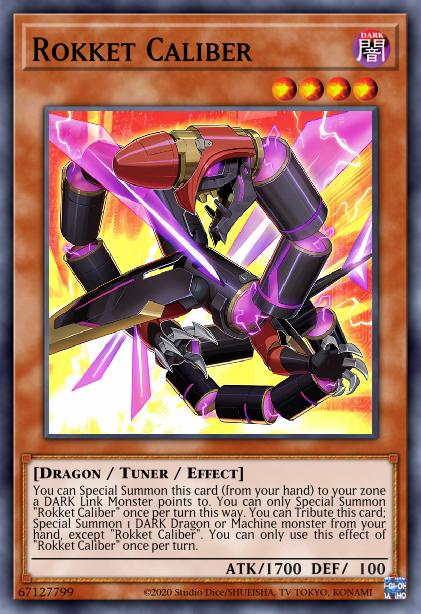 ROKKET CALIBER
DARK
闇
[DRAGON / TUNER / EFFECT]
You can Special Summon this card (from your hand) to your zone
a DARK Link Monster points to. You can only Special Summon
"Rokket Caliber" once per turn this way. You can Tribute this card;
Special Summon 1 DARK Dragon or Machine monster from your
hand, except "Rokket Caliber". You can only use this effect of
"Rokket Caliber" once per turn.
ATK/1700 DEF/ 100
67127799
©2020 Studio Dice/SHUEISHA, TV TOKYO, KONAMI